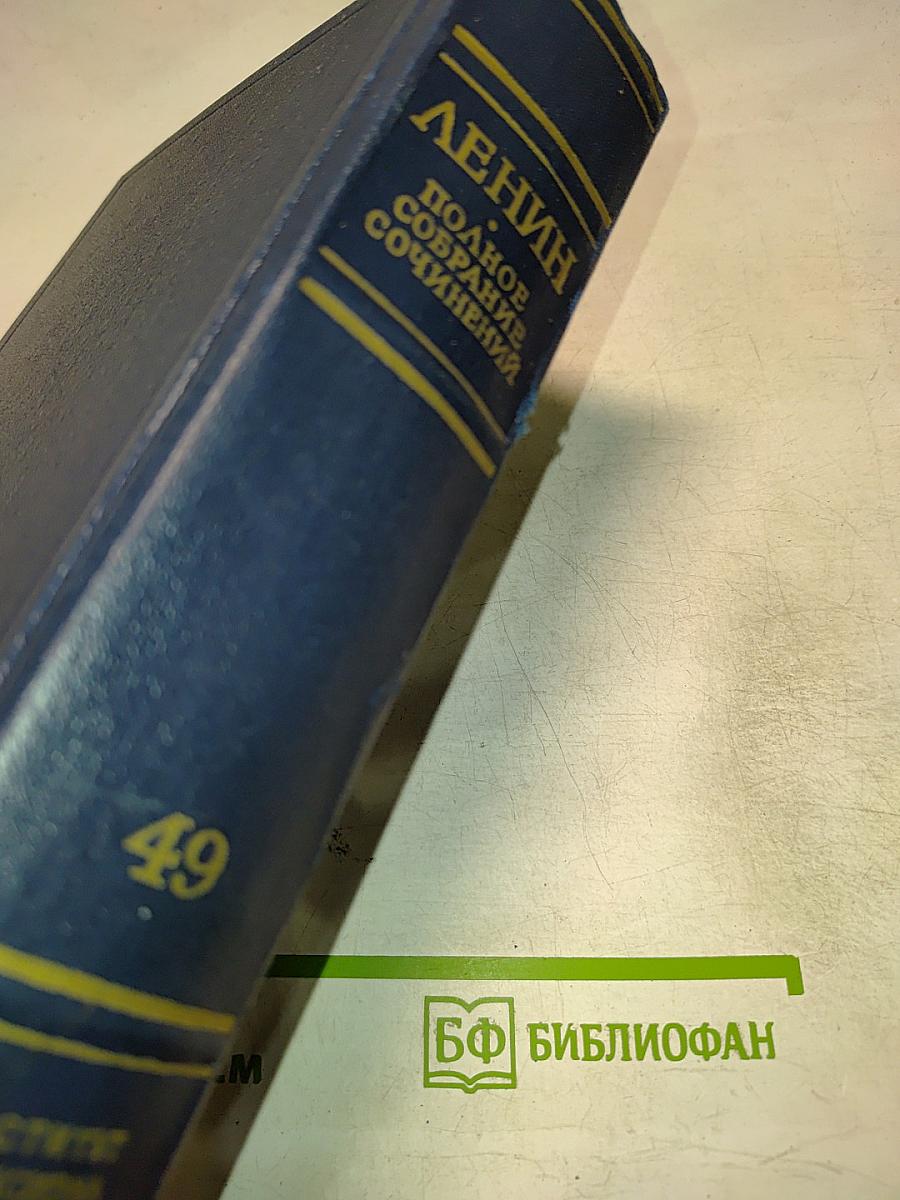 ЛЕНИН
•
ПОЛНОЕ
СОБРАНИЕ
СОЧИНЕНИЙ
49
БФ БИБЛИОФАН